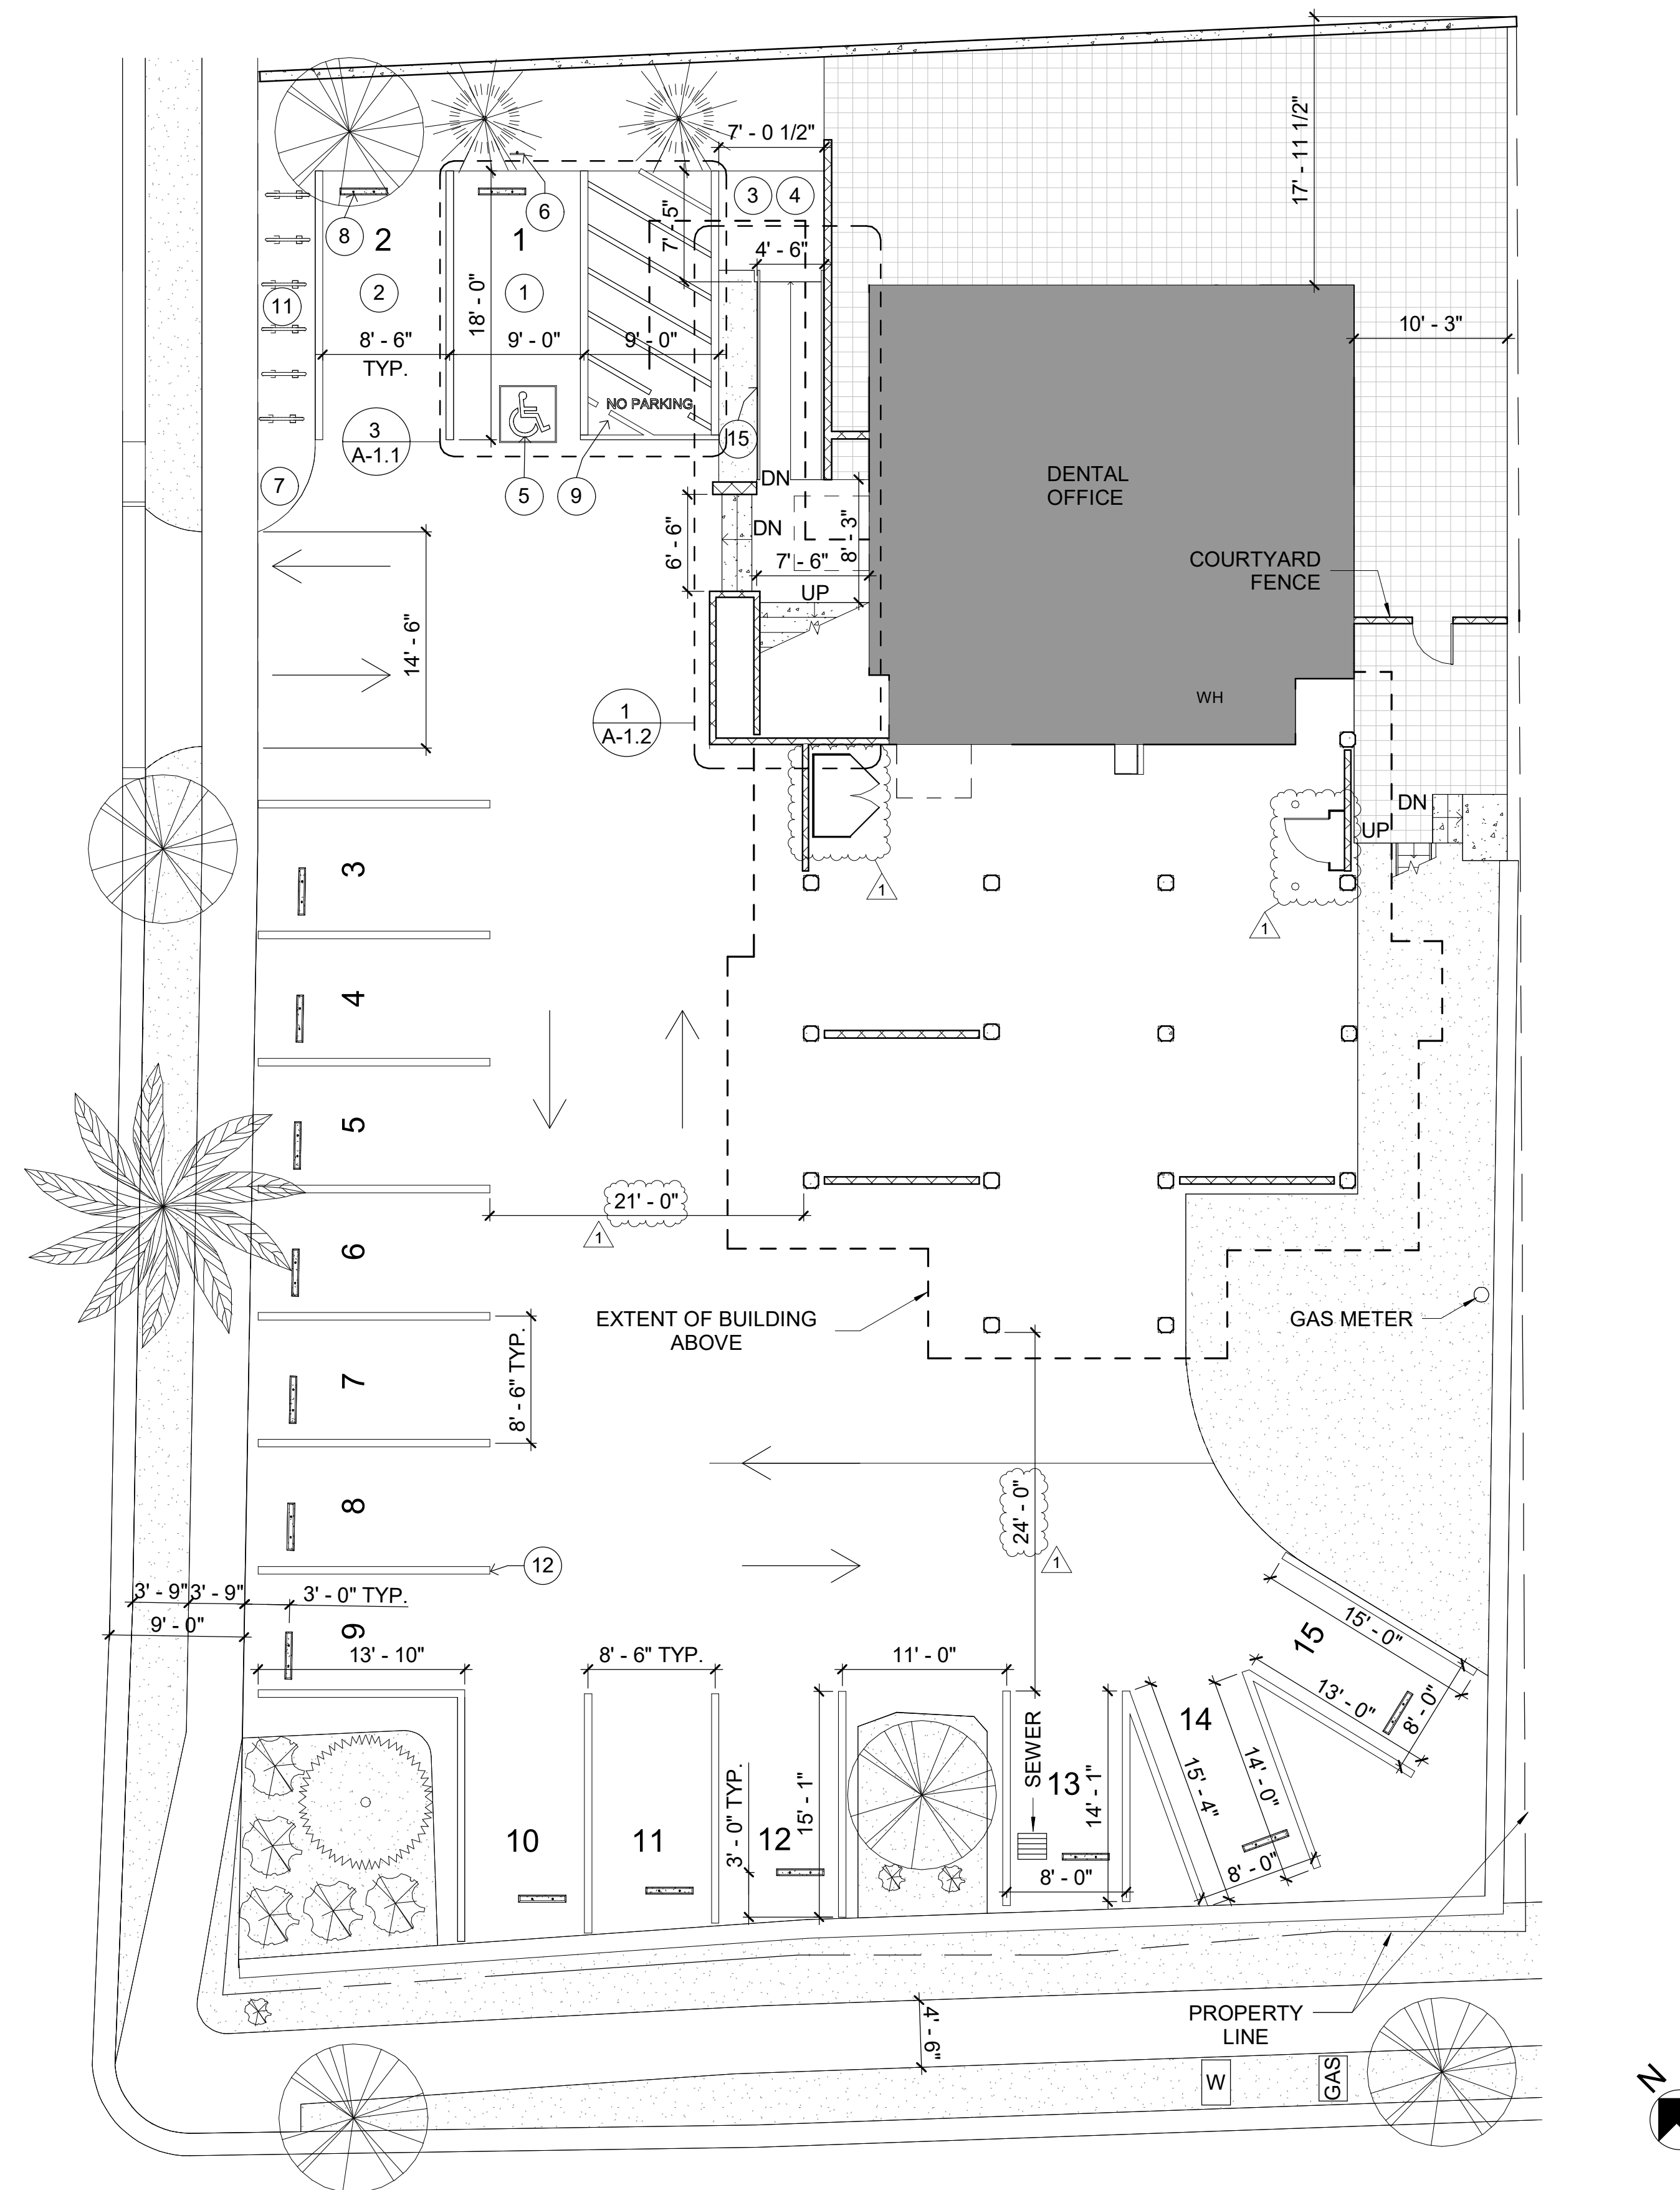 17' - 11 1/2"
7' - 0 1/2"
3
4
6
7' - 5"
8
2
1
4' - 6"
11
2
1
18' - 0"
8' - 6"
TYP.
9' - 0"
9' - 0"
10' - 3"
NO PARKING
3
A-1.1
15
7
5
9
DN
DENTAL
OFFICE
DN
6' - 6"
8' - 3"
7' - 6"
UP
COURTYARD
FENCE
14' - 6"
WH
1
A-1.2
DN
UP
3
1
1
4
5
21' - 0"
1
6
EXTENT OF BUILDING
ABOVE
GAS METER
7
8' - 6" TYP.
8
24' - 0"
1
12
3' - 9"
3' - 9"
3' - 0" TYP.
9' - 0"
9
13' - 10"
8' - 6" TYP.
11' - 0"
15
15' - 0"
13' - 0"
8' - 0"
14
SEWER
13
14' - 1"
15' - 4"
14' - 0"
8' - 0"
8' - 0"
10
11
12
3' - 0" TYP.
15' - 1"
4' - 6"
PROPERTY
LINE
W
GAS
N